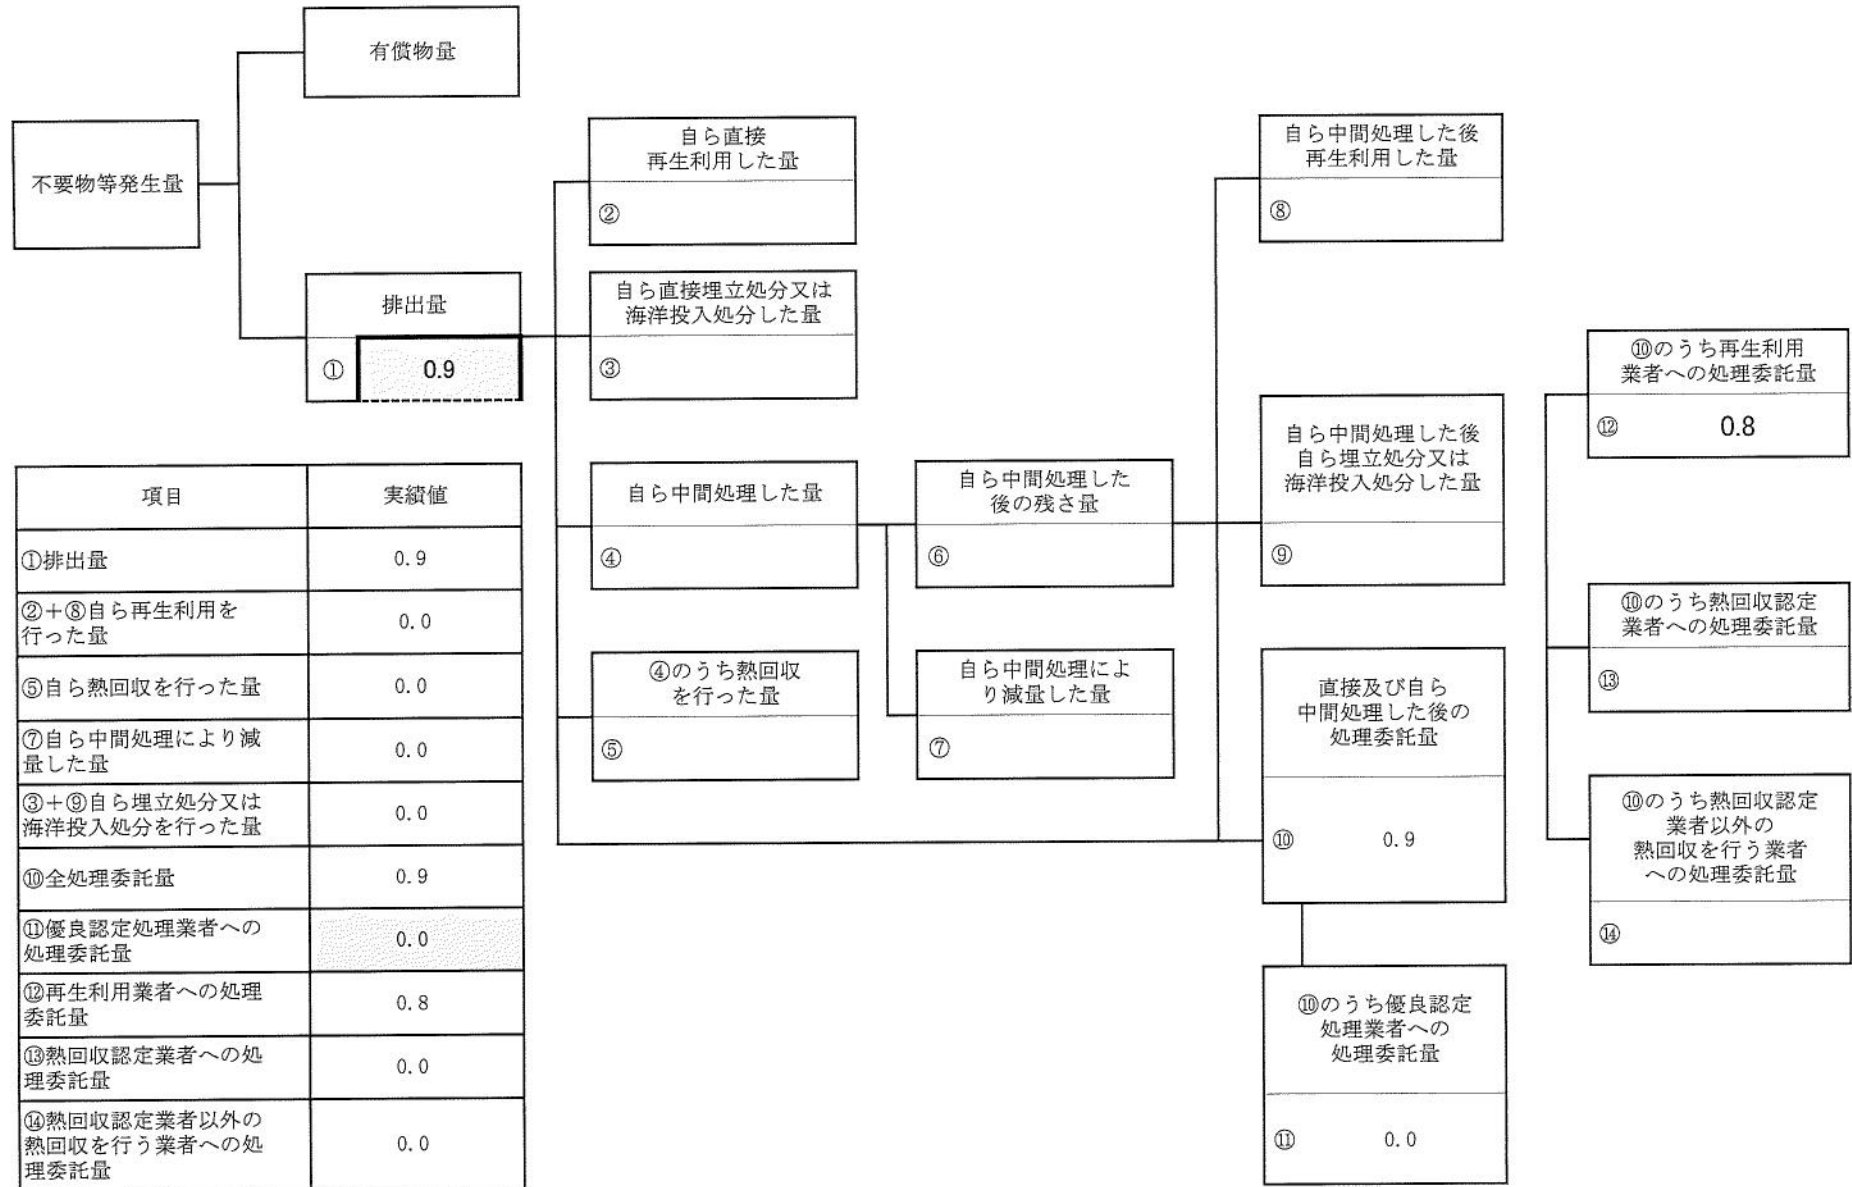 有償物量
不要物等発生量
排出量
① 0.9
自ら直接
再生利用した量
②
自ら直接埋立処分又は
海洋投入処分した量
③
自ら中間処理した量
④
④のうち熱回収
を行った量
⑤
自ら中間処理した
後の残さ量
⑥
自ら中間処理によ
り減量した量
⑦
自ら中間処理した後
再生利用した量
⑧
自ら中間処理した後
自ら埋立処分又は
海洋投入処分した量
⑨
直接及び自ら
中間処理した後の
処理委託量
⑩ 0.9
⑩のうち優良認定
処理業者への
処理委託量
⑪ 0.0
⑩のうち再生利用
業者への処理委託量
⑫ 0.8
⑩のうち熱回収認定
業者への処理委託量
⑬
⑩のうち熱回収認定
業者以外の
熱回収を行う業者
への処理委託量
⑭
項目 実績値
①排出量 0.9
②+⑧自ら再生利用を
行った量 0.0
⑤自ら熱回収を行った量 0.0
⑦自ら中間処理により減
量した量 0.0
③+⑨自ら埋立処分又は
海洋投入処分を行った量 0.0
⑩全処理委託量 0.9
⑪優良認定処理業者への
処理委託量 0.0
⑫再生利用業者への処理
委託量 0.8
⑬熱回収認定業者への処
理委託量 0.0
⑭熱回収認定業者以外の
熱回収を行う業者への処
理委託量 0.0